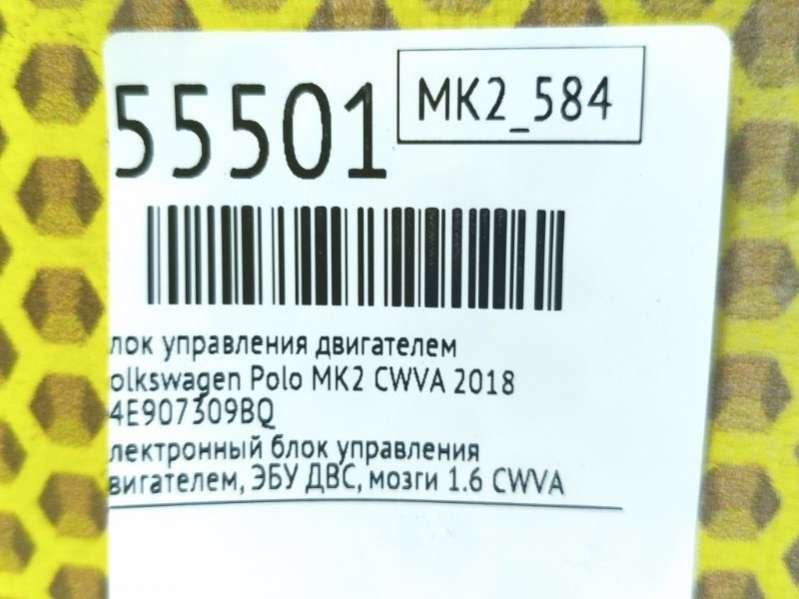 55501
MK2_584
лок управления двигателем
olkswagen Polo MK2 CWVA 2018
4E907309BQ
лектронный блок управления
вигателем, ЭБУ ДВС, мозги 1.6 CWVA